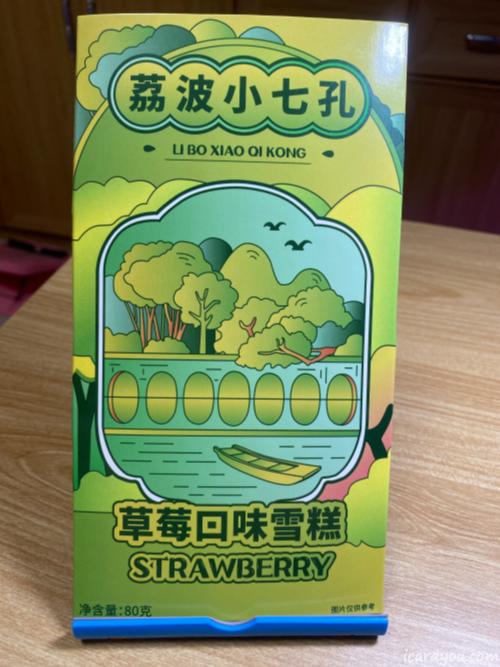 荔波小七孔
LI BO XIAO QI KONG
草莓口味雪糕
STRAWBERRY
净含量:80克
图片仅供参考
icardyou.com